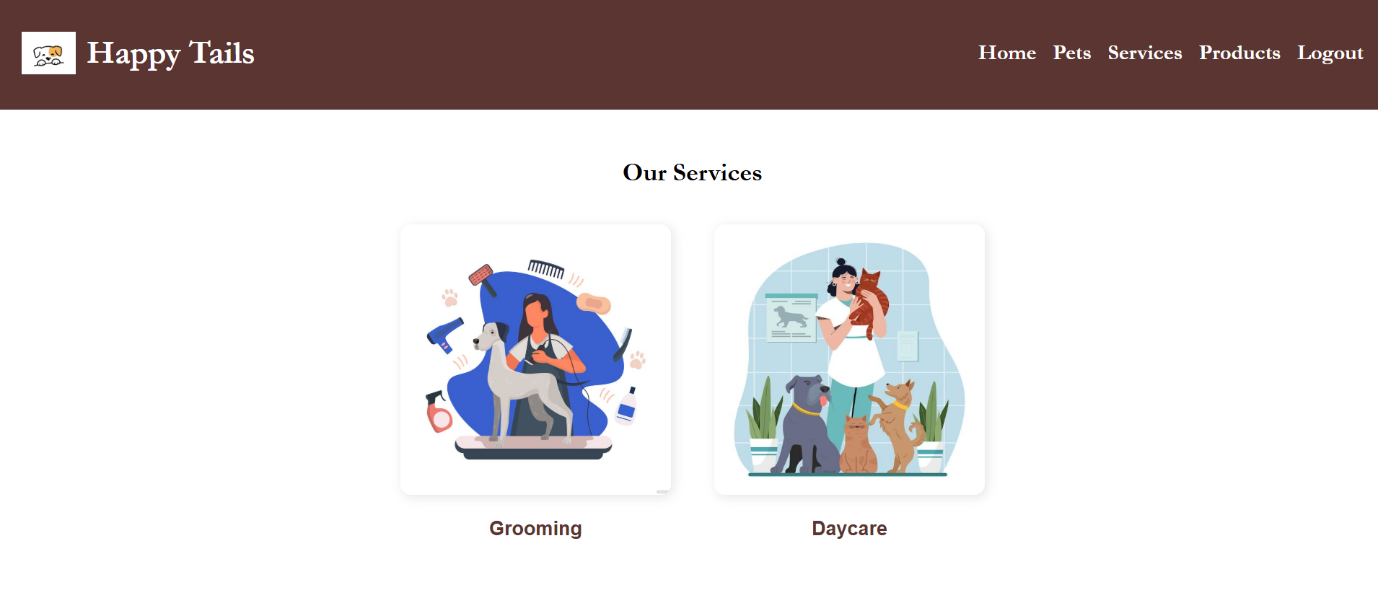 Happy Tails
Home Pets Services Products Logout
Our Services
Grooming
Daycare